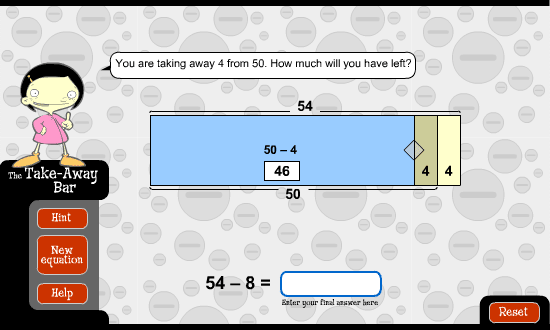 You are taking away 4 from 50. How much will you have left?
54
50 – 4
46
4
4
50
The Take-Away
Bar
Hint
New
equation
Help
54 – 8 =
Enter your final answer here
Reset